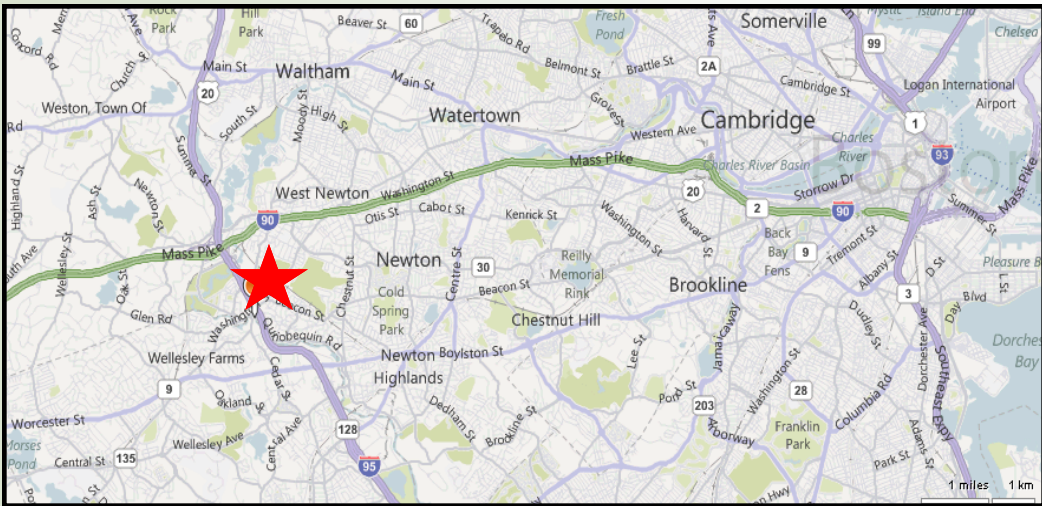 Rock
Park
Hill
Park
Beaver St
60
Trapelo Rd
Fresh
Pond
Somerville
Mystic
Island End
Chelsea
99
Concord Rd
Church S
Main St
Waltham
Main St
Belmont St
Brattle St
2A
Cambridge St
Logan International
Airport
20
Weston, Town Of
South St
Moody St
High St
Watertown
Grove St
Western Ave
Cambridge
Charles
River
1
93
Rd
Summer St
Mass Pike
Charles River Basin
Boston
Storrow Dr
Mass Pike
Highland St
Ash St
Newton St
West Newton
Washington St
Otis St
Cabot St
Kenrick St
Washington St
20
Harvard St
2
90
Summer St
90
Mass Pike
Wellesley St
Oak St
Chestnut St
Newton
Centre St
30
Reilly
Memorial
Rink
Back
Bay
Fens
9
Tremont St
Albany St
D St
Pleasure B
outh Ave
Beacon St
Cold
Spring
Park
Beacon St
Brookline
L St
3
Day Blvd
Glen Rd
Washington
Quinobequin Rd
Chestnut Hill
Jamaicaway
Dudley St
Dorchester Ave
Dorches
Bay
Wellesley Farms
Newton
Highlands
Boylston St
Lee St
Washington St
Southeast Expy
9
Cedar St
Oakland S
Pond St
203
28
Columbia Rd
Worcester St
Wellesley Ave
Central Ave
128
Dedham St
Brookline St
Arborway
Franklin
Park
Adams St
Morses
Pond
Central St
135
95
Park St
n St
on Hwy
1 miles
1 km